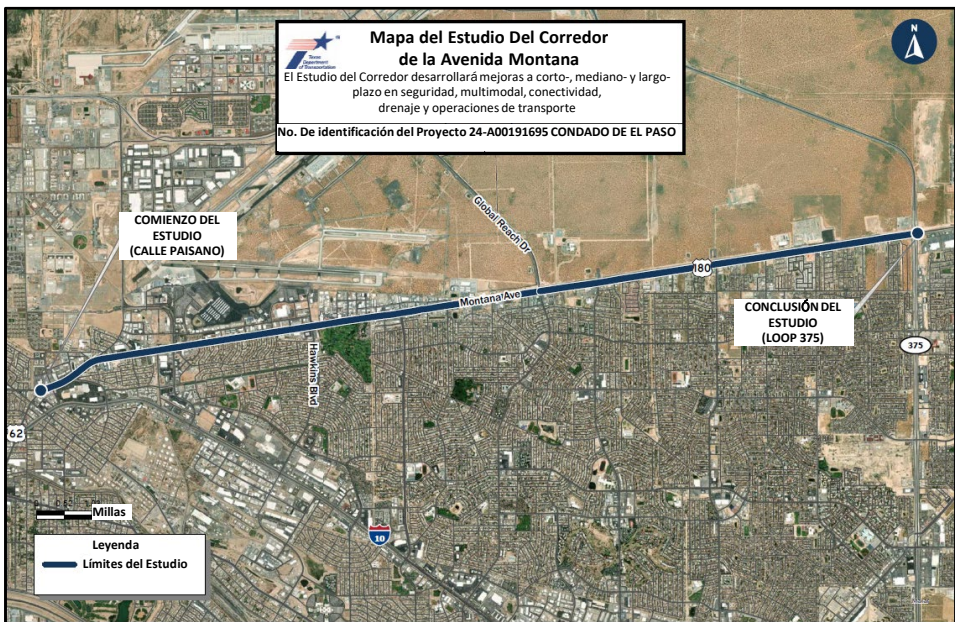 Mapa del Estudio Del Corredor
de la Avenida Montana
El Estudio del Corredor desarrollará mejoras a corto-, mediano- y largo-
plazo en seguridad, multimodal, conectividad,
drenaje y operaciones de transporte
No. De identificación del Proyecto 24-A00191695 CONDADO DE EL PASO
Texas
Department
of Transportation
N
COMIENZO DEL
ESTUDIO
(CALLE PAISANO)
Global Reach Dr
180
Montana Ave
CONCLUSIÓN DEL
ESTUDIO
(LOOP 375)
375
Hawkins Blvd
62
Millas
10
Leyenda
Límites del Estudio